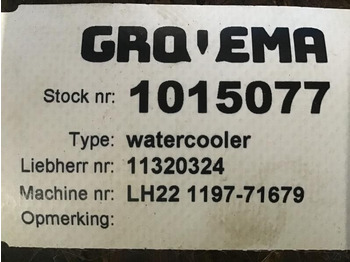 GRO'EMA
Stock nr: 1015077
Type: watercooler
Liebherr nr: 11320324
Machine nr: LH22 1197-71679
Opmerking: